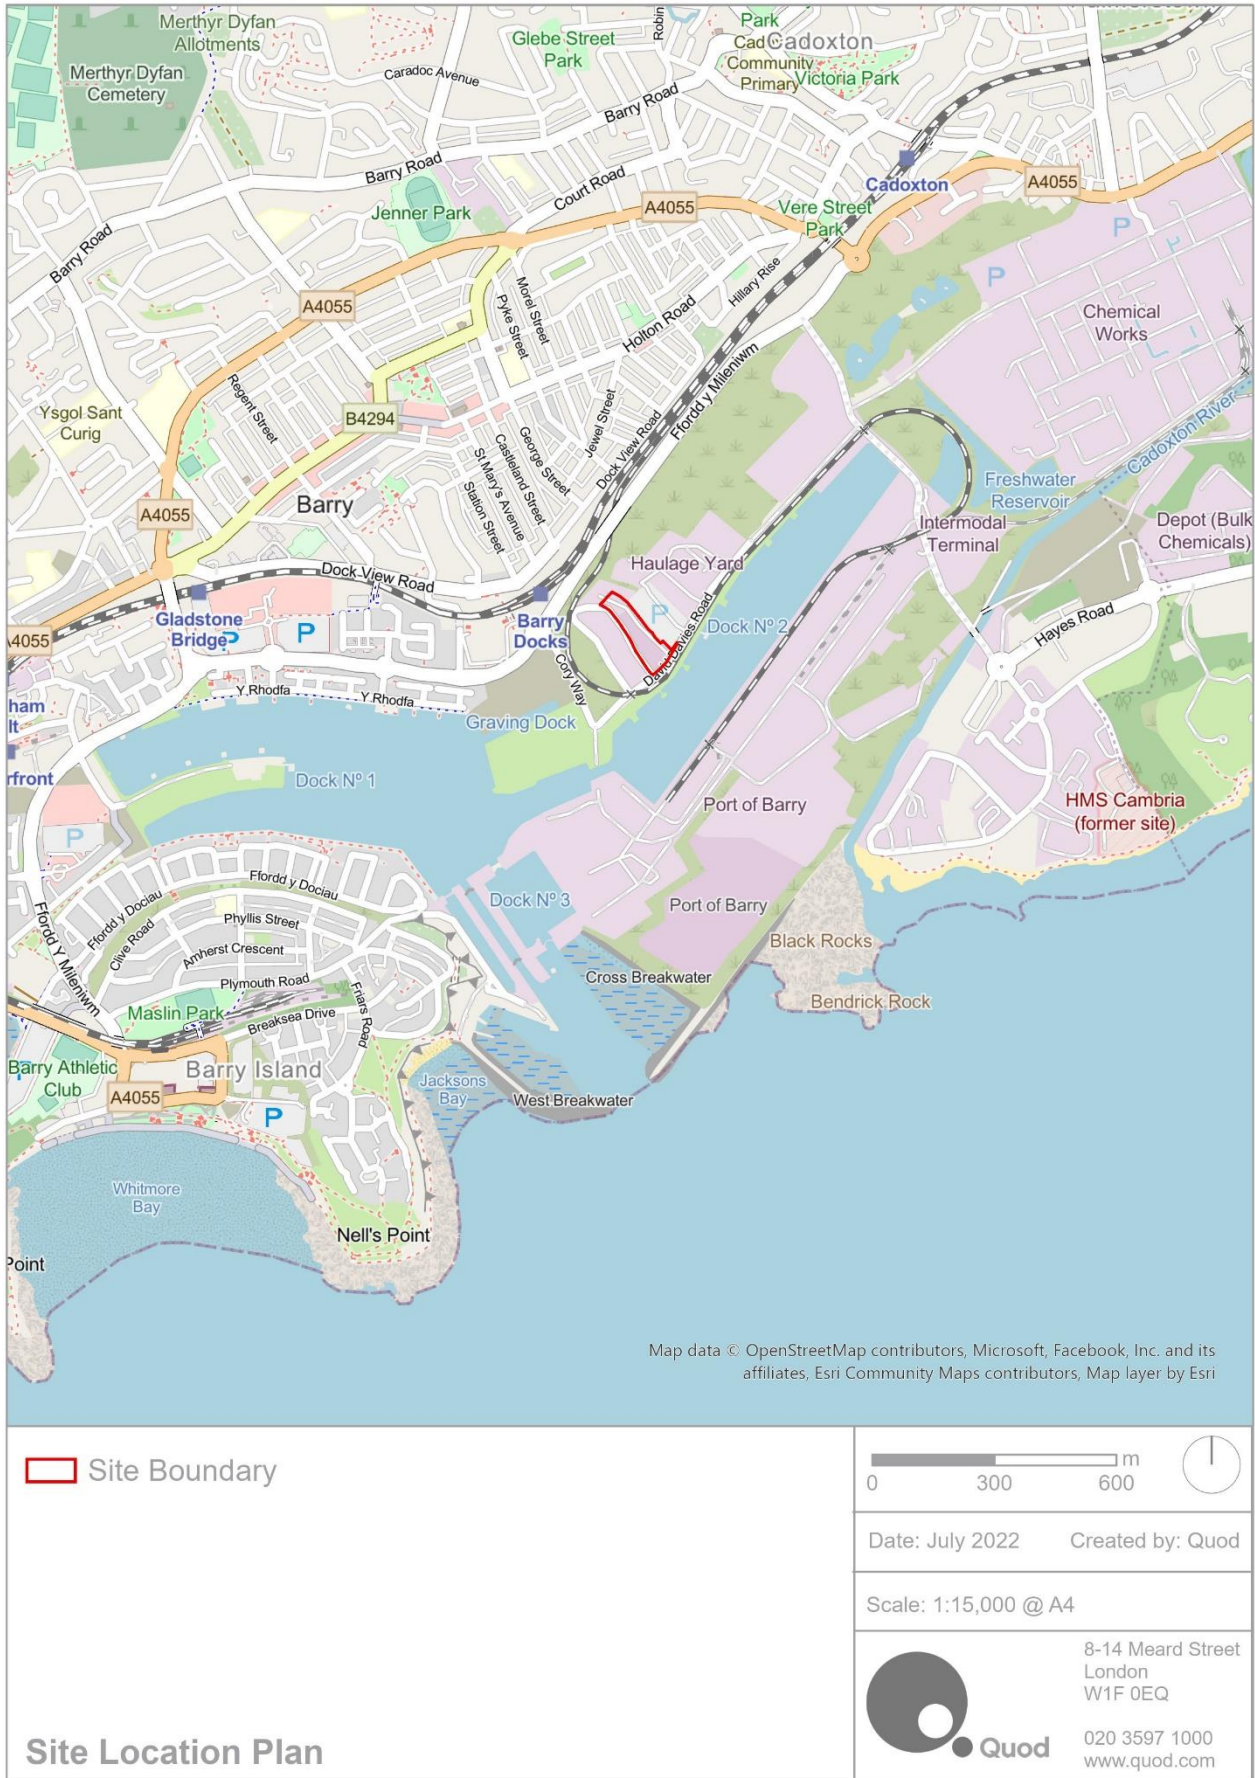 Merthyr Dyfan
Allotments
Merthyr Dyfan
Cemetery
Caradoc Avenue
Glebe Street
Park
Robin
Park
Cad
Cadoxton
Community
Primary
Victoria Park
Barry Road
Barry Road
Barry Road
Court Road
Jenner Park
A4055
Vere Street
Park
Cadoxton
A4055
P
P
A4055
Morel Street
Pyke Street
Holton Road
Hillary Rise
Ffordd y Mileniwm
Chemical
Works
Ysgol Sant
Curig
Regent Street
B4294
Jewel Street
George Street
Castleland Street
St Mary's Avenue
Station Street
Dock View Road
Barry
A4055
Cadoxton River
Freshwater
Reservoir
Intermodal
Terminal
Depot (Bulk
Chemicals)
Haulage Yard
P
Dock View Road
Gladstone
Bridge
P
P
Barry
Docks
A4055
David Davies Road
Dock Nº 2
Hayes Road
Cory Way
Y Rhodfa
Y Rhodfa
Graving Dock
ham
lt
rfront
Dock Nº 1
Port of Barry
HMS Cambria
(former site)
P
Ffordd y Dociau
Ffordd y Dociau
Clive Road
Phyllis Street
Amherst Crescent
Plymouth Road
Ffordd Y Mileniwm
Dock Nº 3
Port of Barry
Black Rocks
Cross Breakwater
Bendrick Rock
Maslin Park
Breaksea Drive
Friars Road
P
Barry Athletic
Club
Barry Island
A4055
P
Jacksons
Bay
West Breakwater
Whitmore
Bay
Nell's Point
Point
Map data © OpenStreetMap contributors, Microsoft, Facebook, Inc. and its
affiliates, Esri Community Maps contributors, Map layer by Esri
Site Boundary
m
0 300 600
Date: July 2022 Created by: Quod
Scale: 1:15,000 @ A4
8-14 Meard Street
London
W1F 0EQ
020 3597 1000
www.quod.com
Quod
Site Location Plan